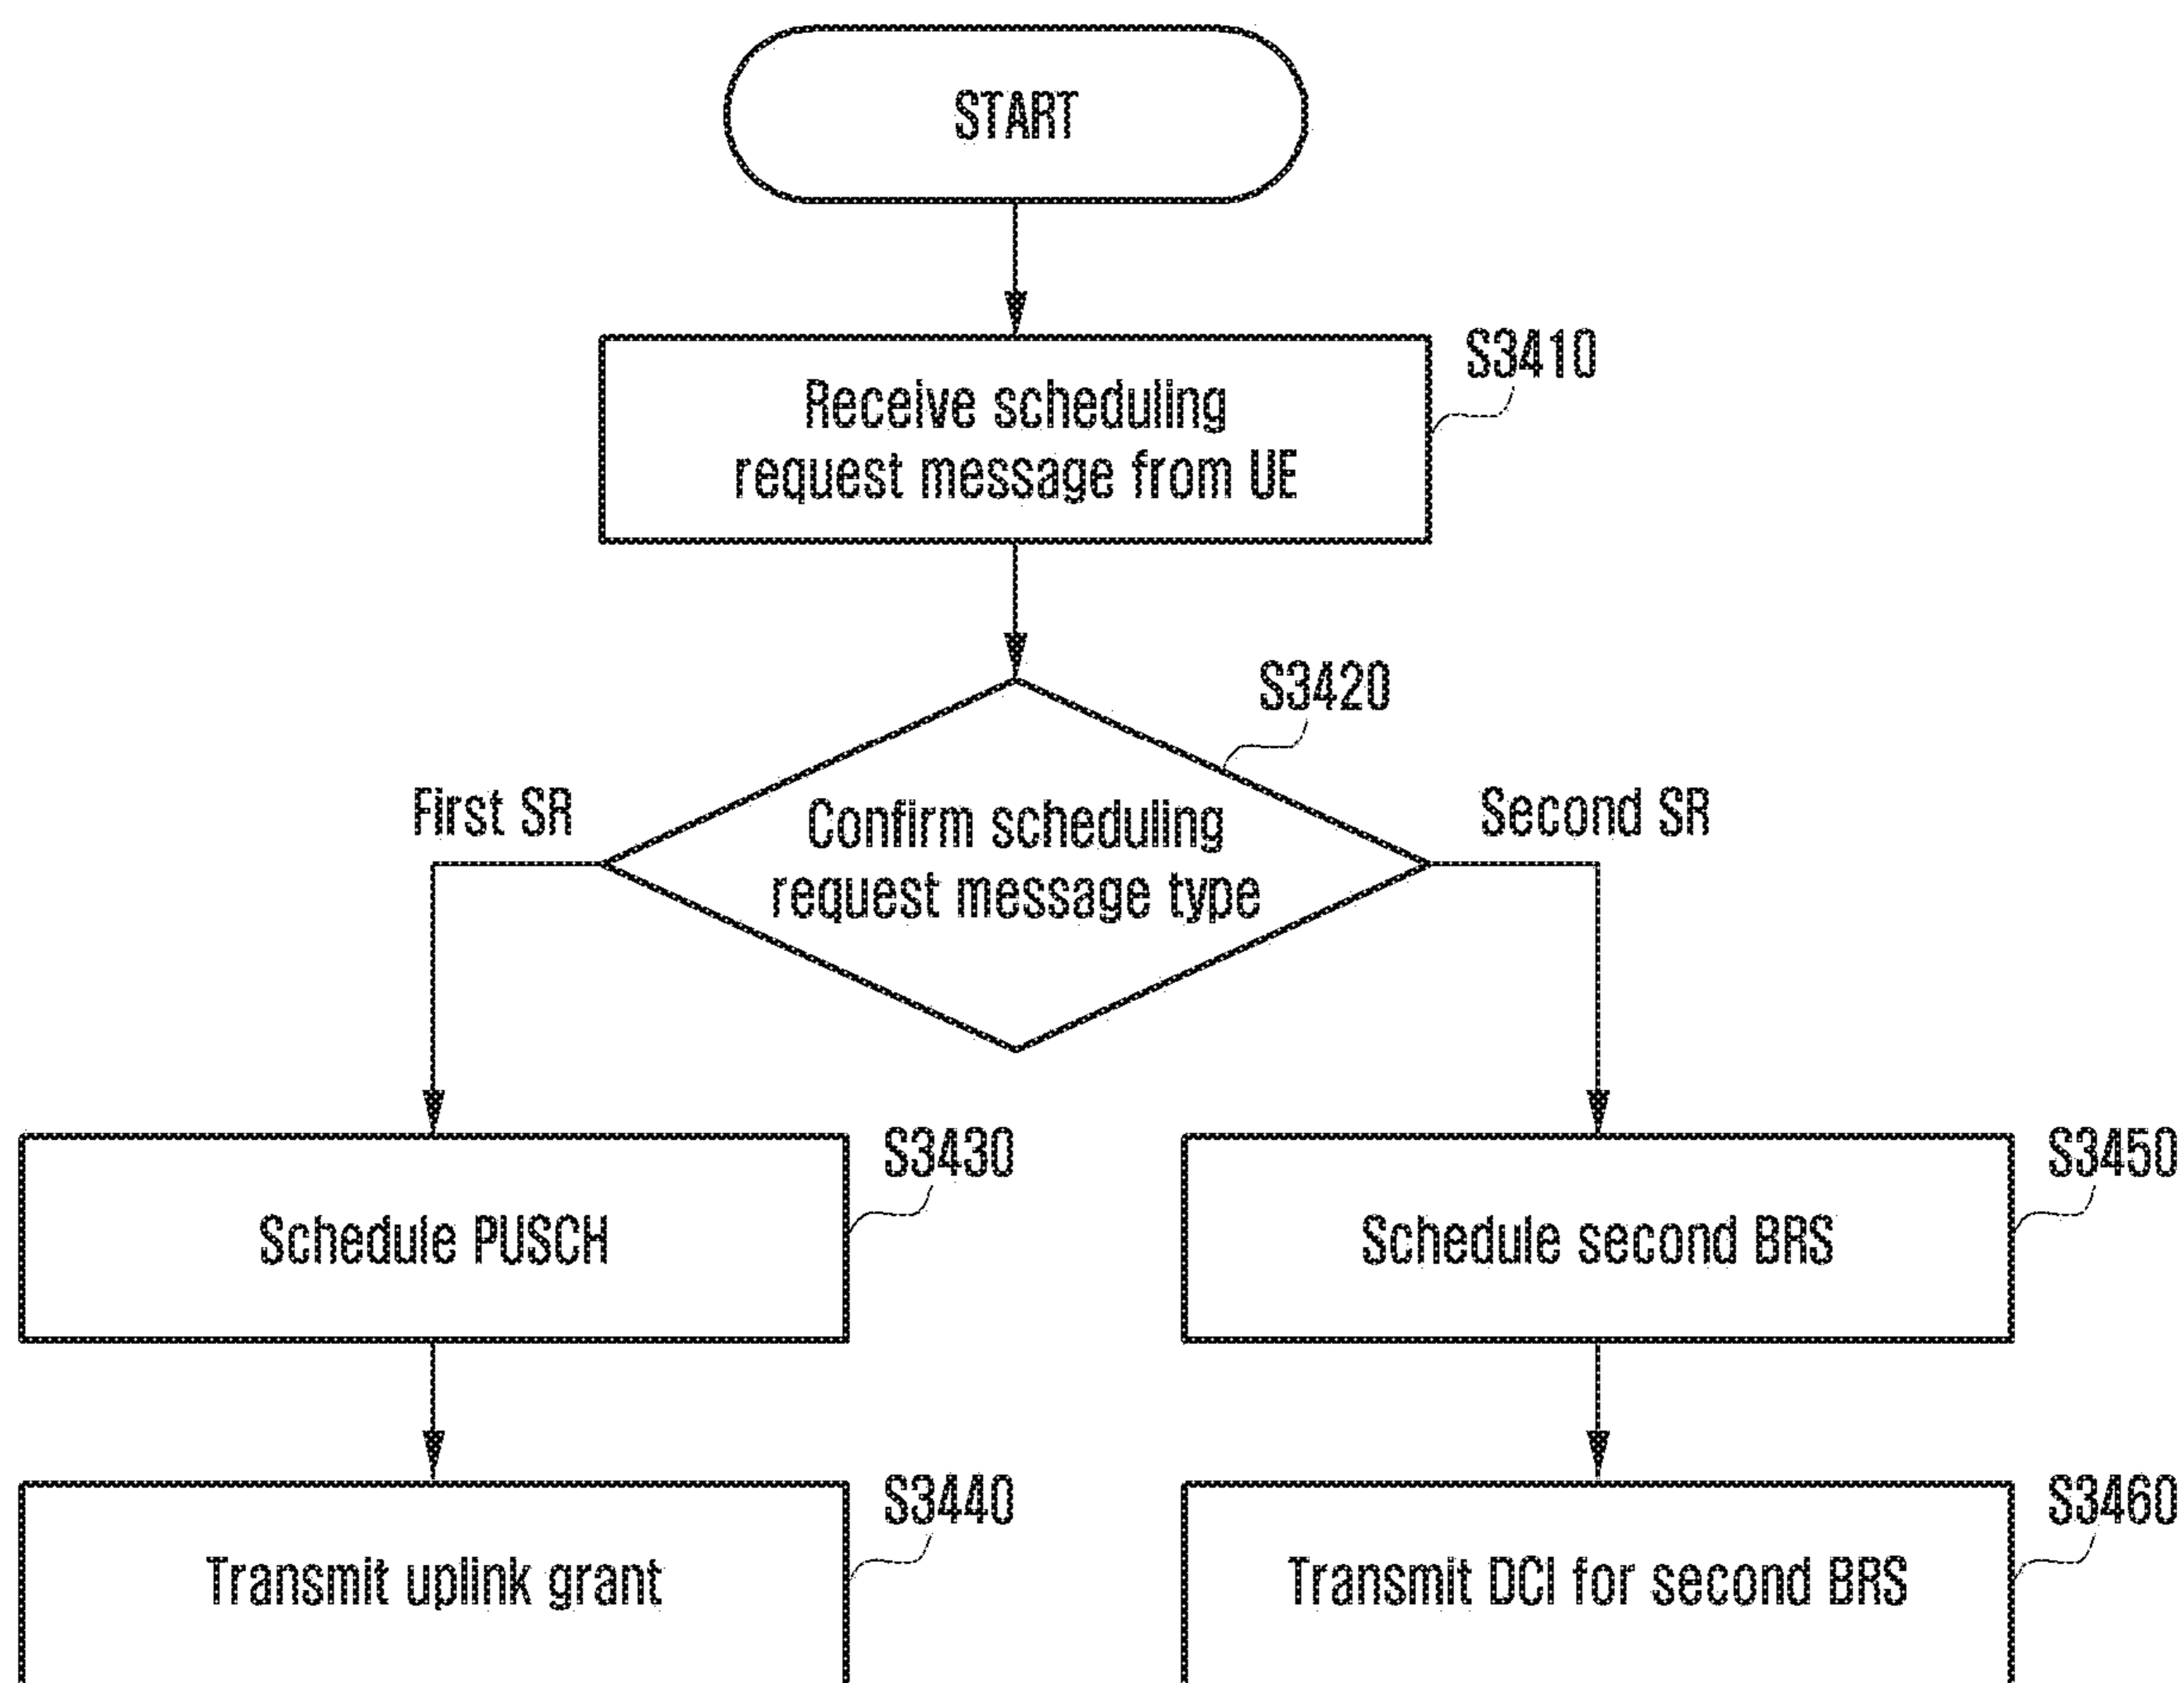 START
S3410
Receive scheduling
request message from UE
S3420
First SR
Second SR
Confirm scheduling
request message type
S3430
S3450
Schedule PUSCH
Schedule second BRS
S3440
S3460
Transmit uplink grant
Transmit DCI for second BRS